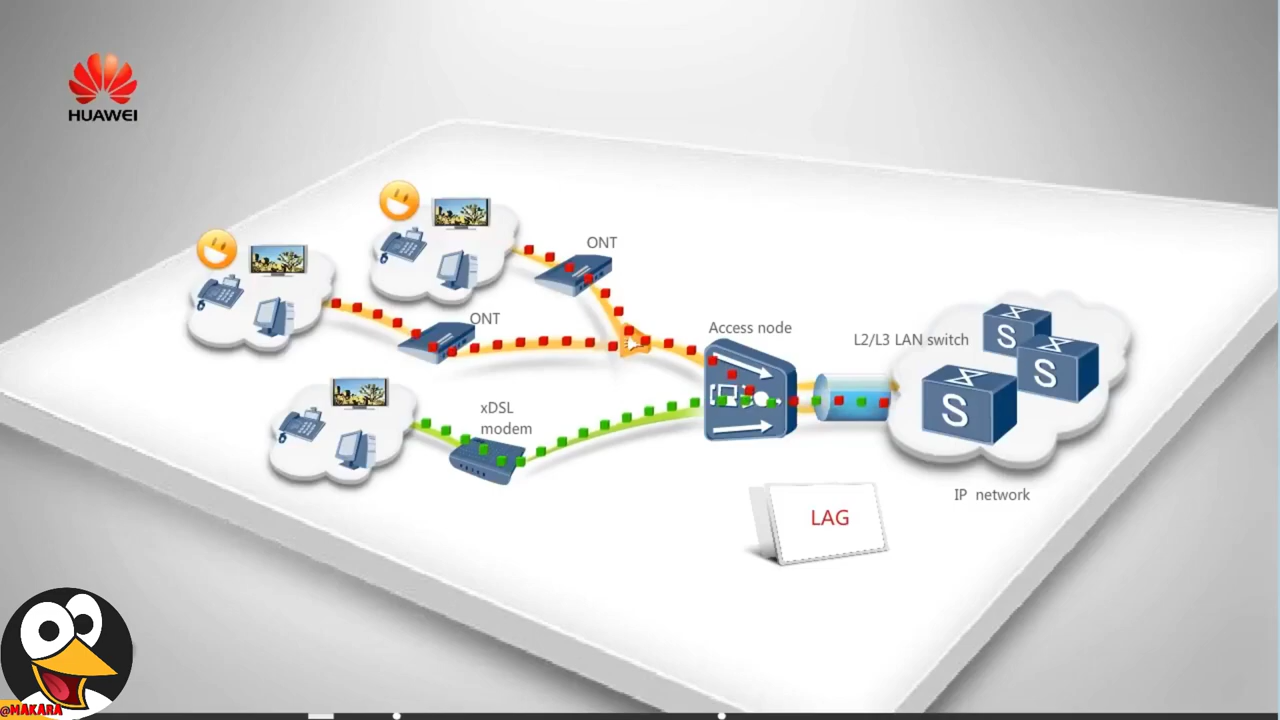 HUAWEI
ONT
ONT
Access node
L2/L3 LAN switch
S
S
S
xDSL
modem
IP network
LAG
@MAKARA